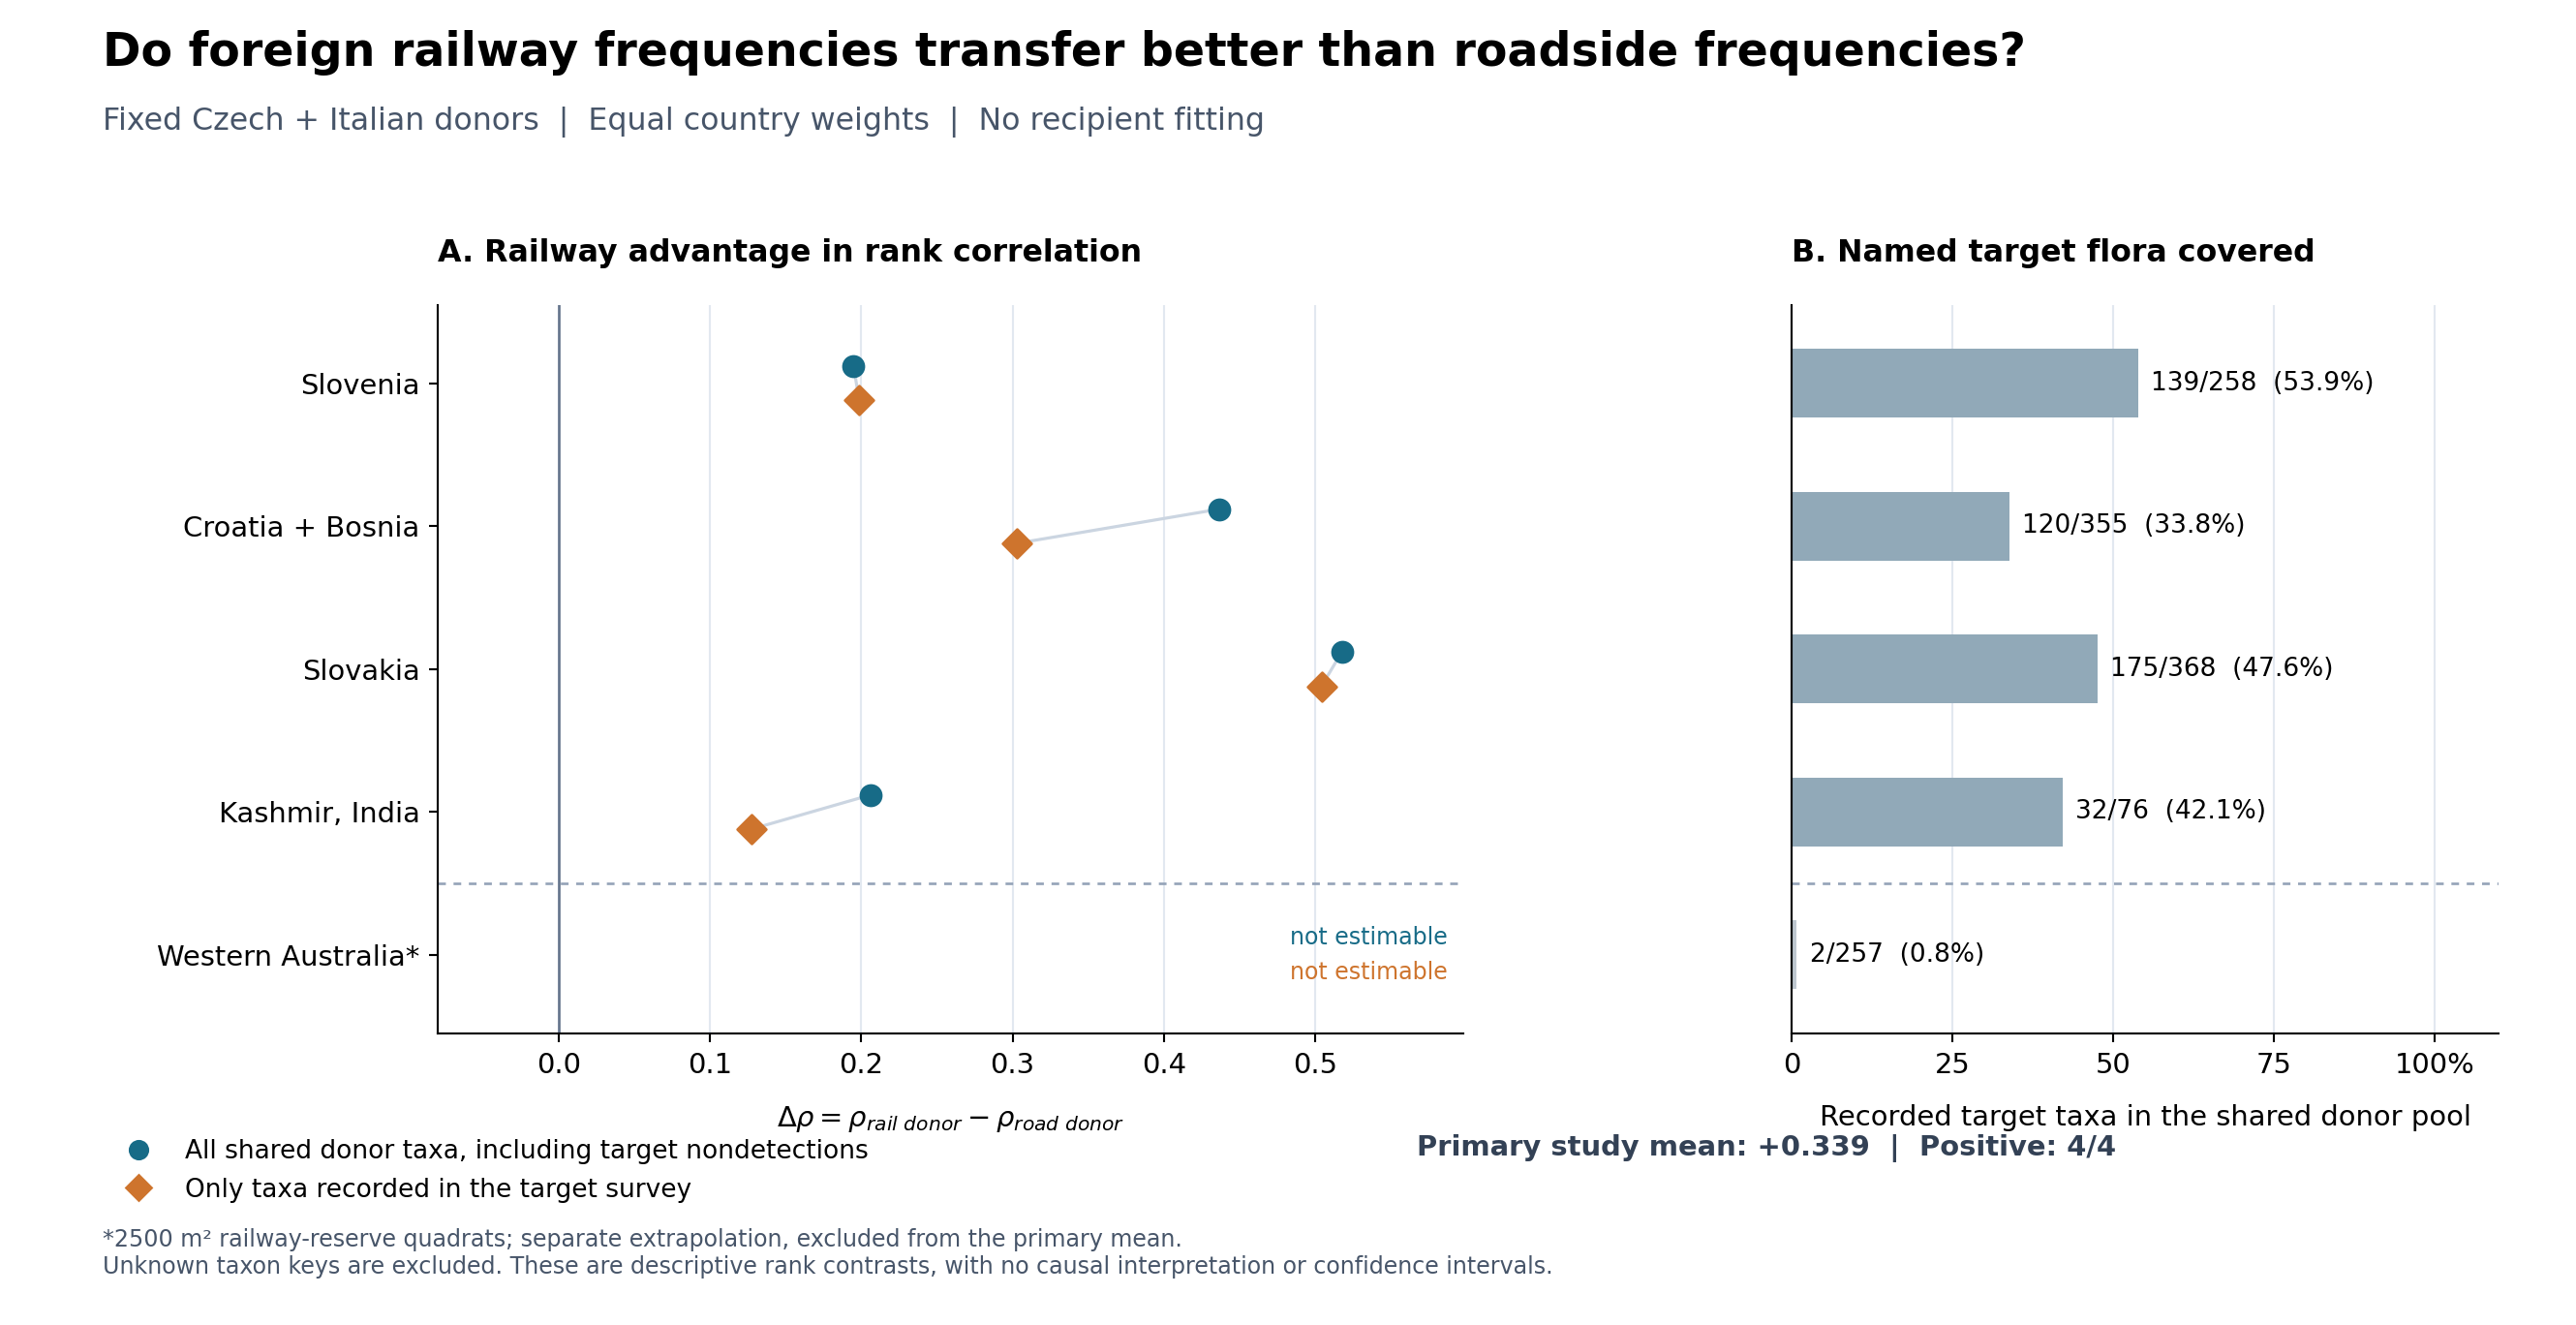 Do foreign railway frequencies transfer better than roadside frequencies?
Fixed Czech + Italian donors | Equal country weights | No recipient fitting
A. Railway advantage in rank correlation
Slovenia
Croatia + Bosnia
Slovakia
Kashmir, India
Western Australia*
not estimable
not estimable
0.0 0.1 0.2 0.3 0.4 0.5
Δρ = ρrail donor − ρroad donor
B. Named target flora covered
139/258 (53.9%)
120/355 (33.8%)
175/368 (47.6%)
32/76 (42.1%)
2/257 (0.8%)
0 25 50 75 100%
Recorded target taxa in the shared donor pool
All shared donor taxa, including target nondetections
Only taxa recorded in the target survey
Primary study mean: +0.339 | Positive: 4/4
*2500 m² railway-reserve quadrats; separate extrapolation, excluded from the primary mean.
Unknown taxon keys are excluded. These are descriptive rank contrasts, with no causal interpretation or confidence intervals.